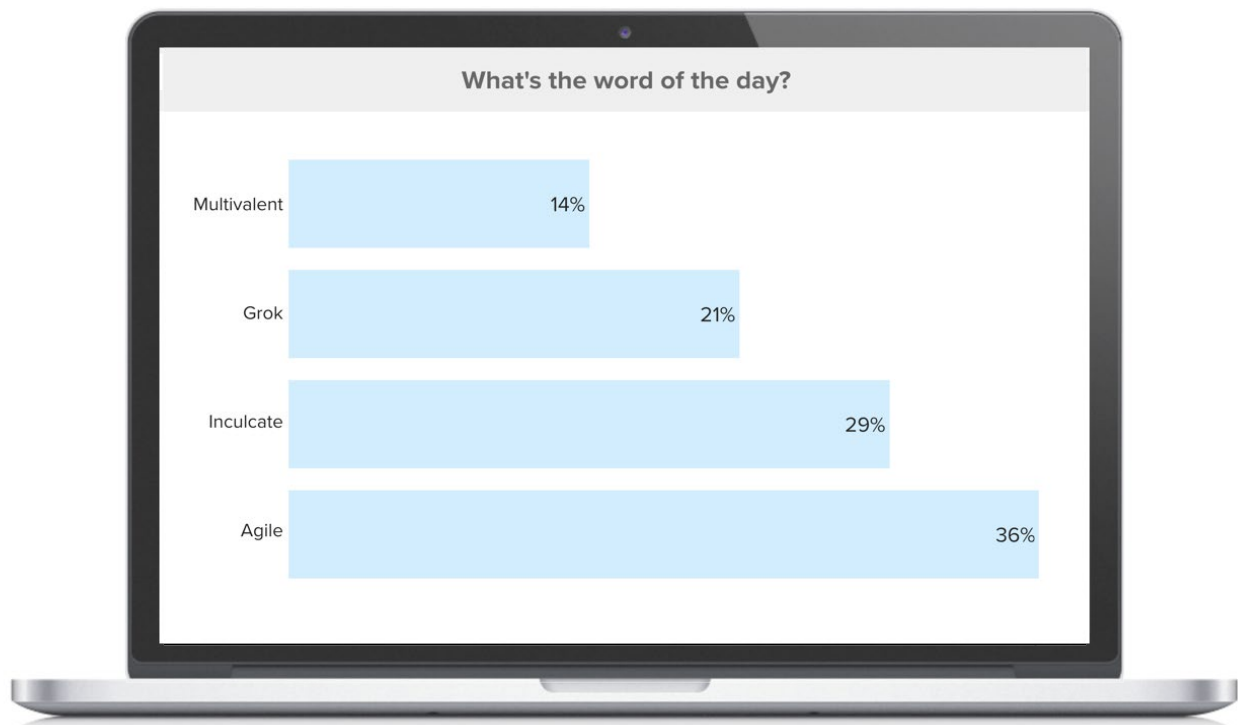 What's the word of the day?
Multivalent 14%
Grok 21%
Inculcate 29%
Agile 36%